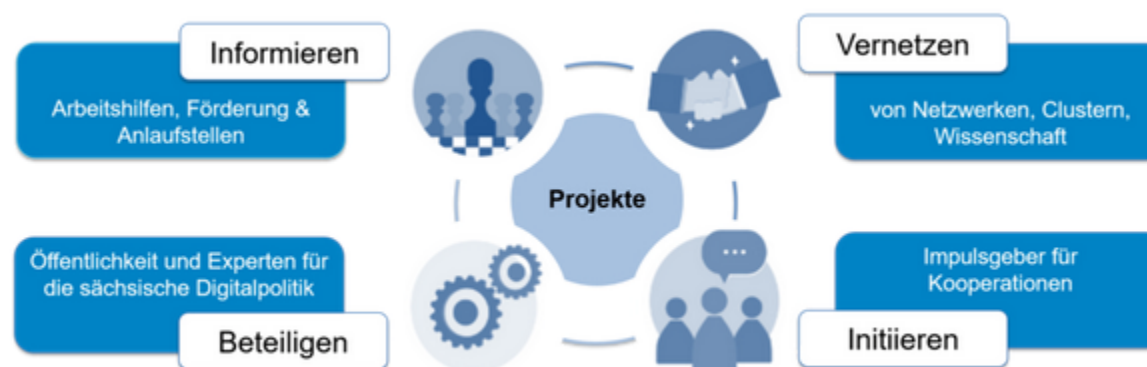 Informieren
Arbeitshilfen, Förderung &
Anlaufstellen
Vernetzen
von Netzwerken, Clustern,
Wissenschaft
Projekte
Öffentlichkeit und Experten für
die sächsische Digitalpolitik
Beteiligen
Impulsgeber für
Kooperationen
Initiieren